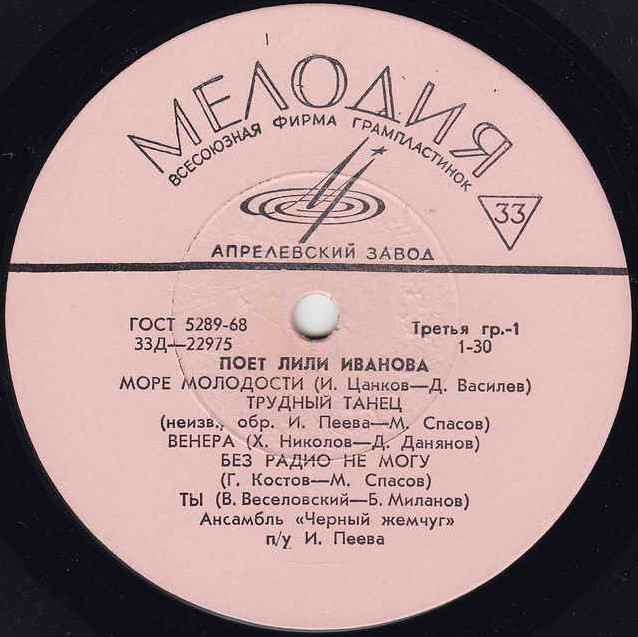 МЕЛОДИЯ
ВСЕСОЮЗНАЯ ФИРМА ГРАМПЛАСТИНОК
33
АПРЕЛЕВСКИЙ ЗАВОД
ГОСТ 5289-68 Третья гр.-1
33Д—22975 1-30
ПОЕТ ЛИЛИ ИВАНОВА
МОРЕ МОЛОДОСТИ (И. Цанков—Д. Василев)
ТРУДНЫЙ ТАНЕЦ
(неизв., обр. И. Пеева—М. Спасов)
ВЕНЕРА (Х. Николов—Д. Данянов)
БЕЗ РАДИО НЕ МОГУ
(Г. Костов—М. Спасов)
ТЫ (В. Веселовский—Б. Миланов)
Ансамбль «Черный жемчуг»
п/у И. Пеева